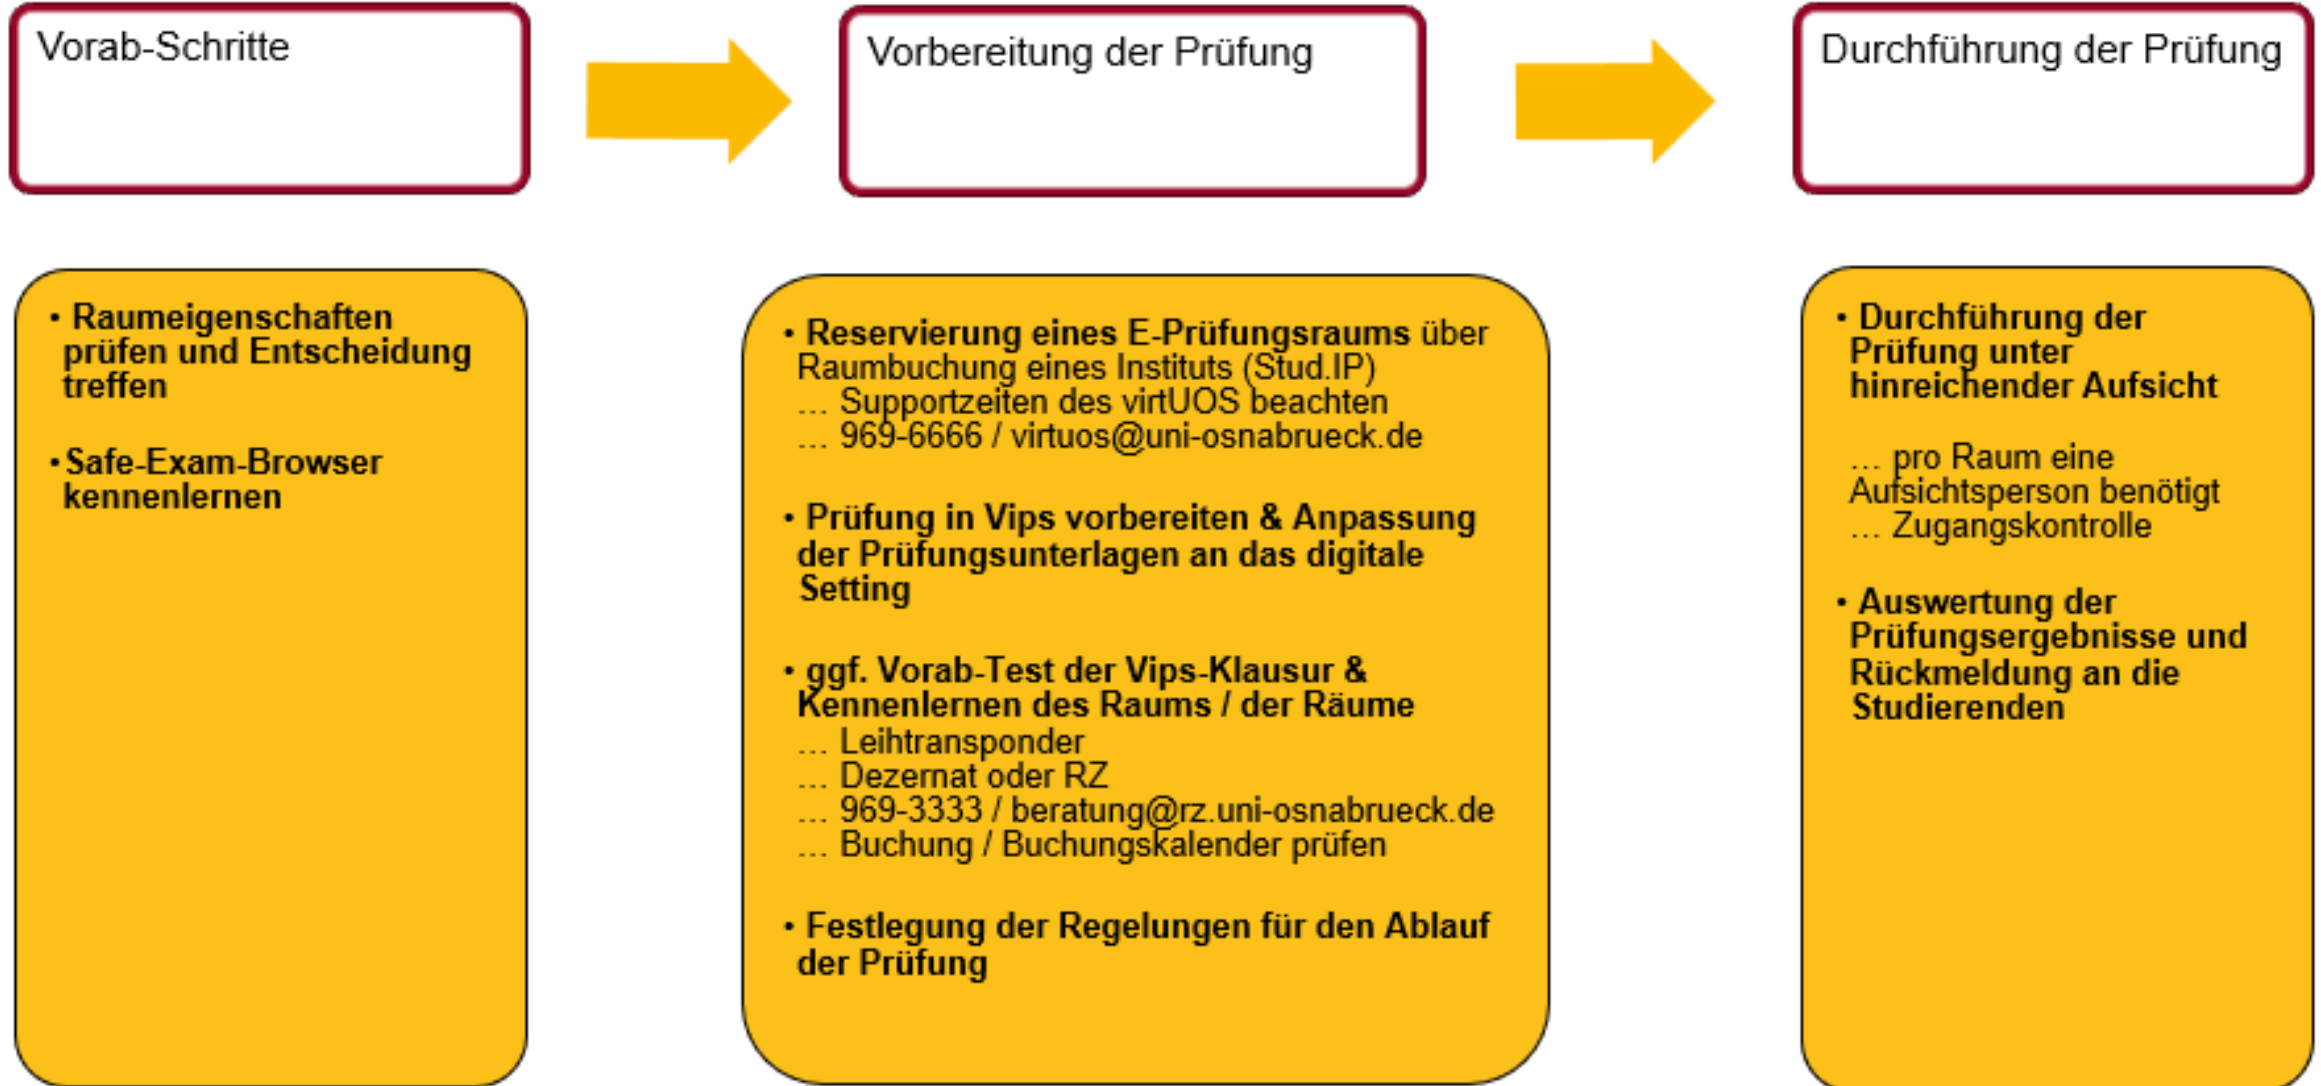 Vorab-Schritte
Vorbereitung der Prüfung
Durchführung der Prüfung
• Raumeigenschaften
prüfen und Entscheidung
treffen
• Safe-Exam-Browser
kennenlernen
• Reservierung eines E-Prüfungsraums über
Raumbuchung eines Instituts (Stud.IP)
… Supportzeiten des virtUOS beachten
… 969-6666 / virtuos@uni-osnabrueck.de
• Prüfung in Vips vorbereiten & Anpassung
der Prüfungsunterlagen an das digitale
Setting
• ggf. Vorab-Test der Vips-Klausur &
Kennenlernen des Raums / der Räume
… Leihtransponder
… Dezernat oder RZ
… 969-3333 / beratung@rz.uni-osnabrueck.de
… Buchung / Buchungskalender prüfen
• Festlegung der Regelungen für den Ablauf
der Prüfung
• Durchführung der
Prüfung unter
hinreichender Aufsicht
… pro Raum eine
Aufsichtsperson benötigt
… Zugangskontrolle
• Auswertung der
Prüfungsergebnisse und
Rückmeldung an die
Studierenden